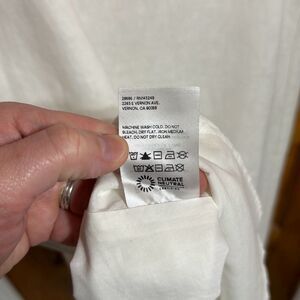 2263 E VERNON AVE.
VERNON, CA 90058
MACHINE WASH COLD. DO NOT
BLEACH. DRY FLAT. IRON MEDIUM
HEAT. DO NOT DRY CLEAN.
CLIMATE
NEUTRAL